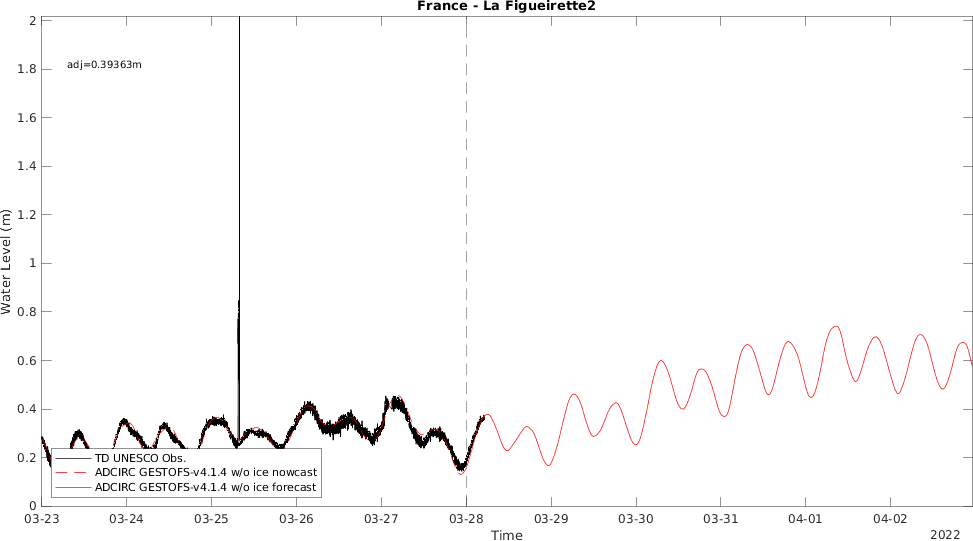 France - La Figueirette2
adj=0.39363m
Water Level (m)
2
1.8
1.6
1.4
1.2
1
0.8
0.6
0.4
0.2
0
TD UNESCO Obs.
ADCIRC GESTOFS-v4.1.4 w/o ice nowcast
ADCIRC GESTOFS-v4.1.4 w/o ice forecast
03-23 03-24 03-25 03-26 03-27 03-28 03-29 03-30 03-31 04-01 04-02
Time
2022